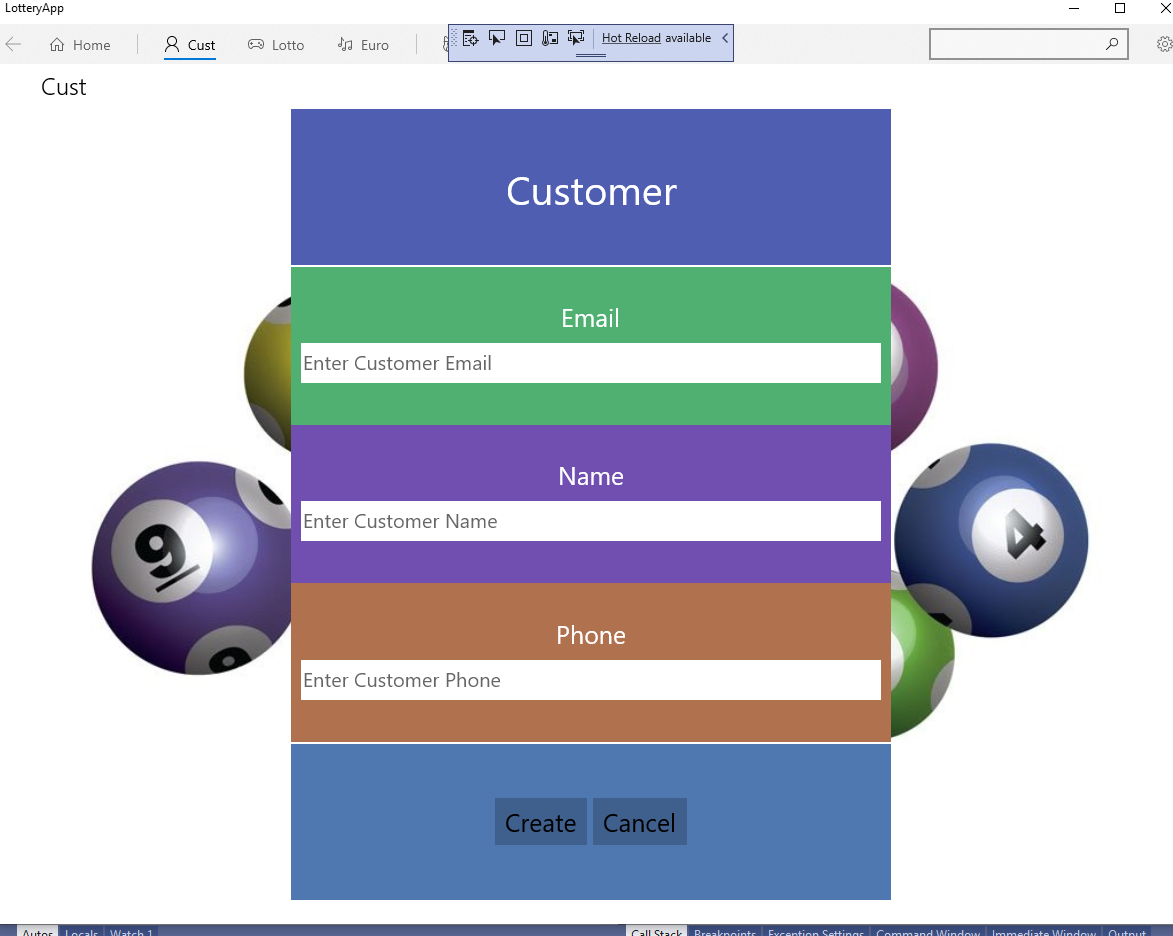 LotteryApp
Home Cust Lotto Euro Hot Reload available
Cust
Customer
Email
Enter Customer Email
Name
Enter Customer Name
9
4
Phone
Enter Customer Phone
Create Cancel
Autos Locals Watch 1 Call Stack Breakpoints Exception Settings Command Window Immediate Window Output